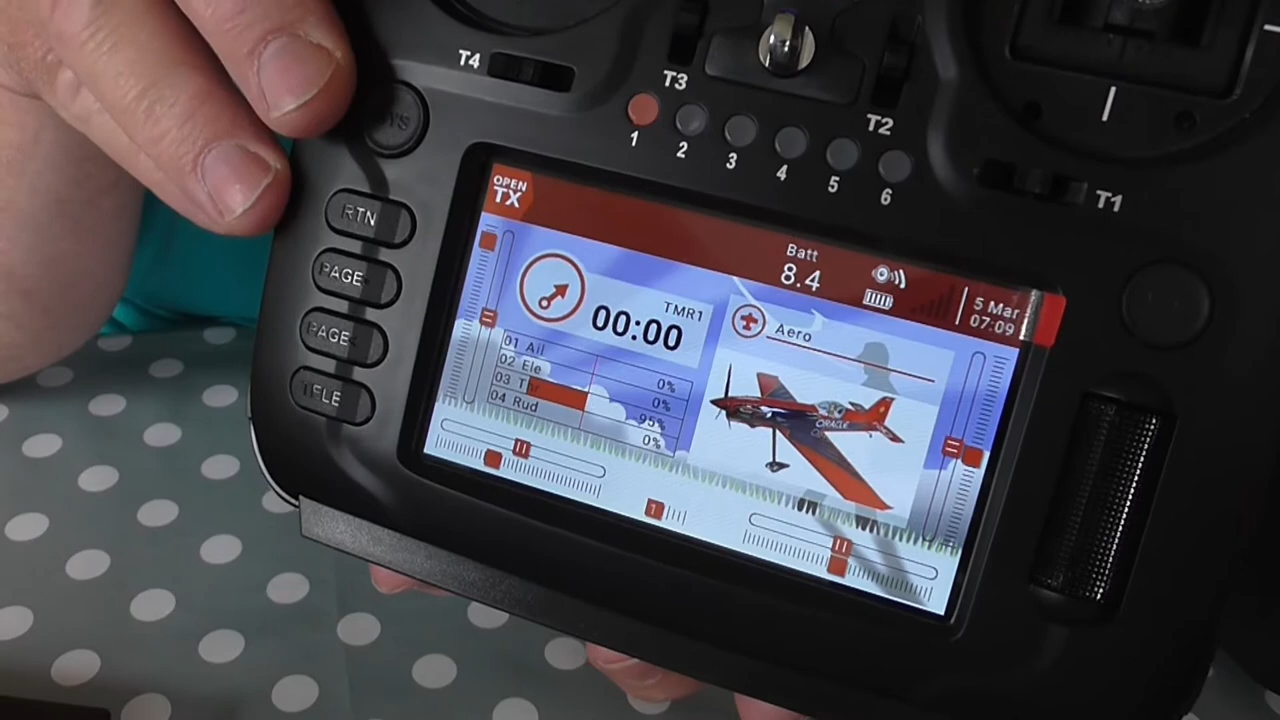 T4
T3
T2
T1
1
2
3
4
5
6
SYS
RTN
PAGE>
PAGE<
TELE
OPEN
TX
Batt
8.4
5 Mar
07:09
TMR1
00:00
01 Ail 0%
02 Ele 0%
03 Thr -95%
04 Rud 0%
Aero
ORACLE
1